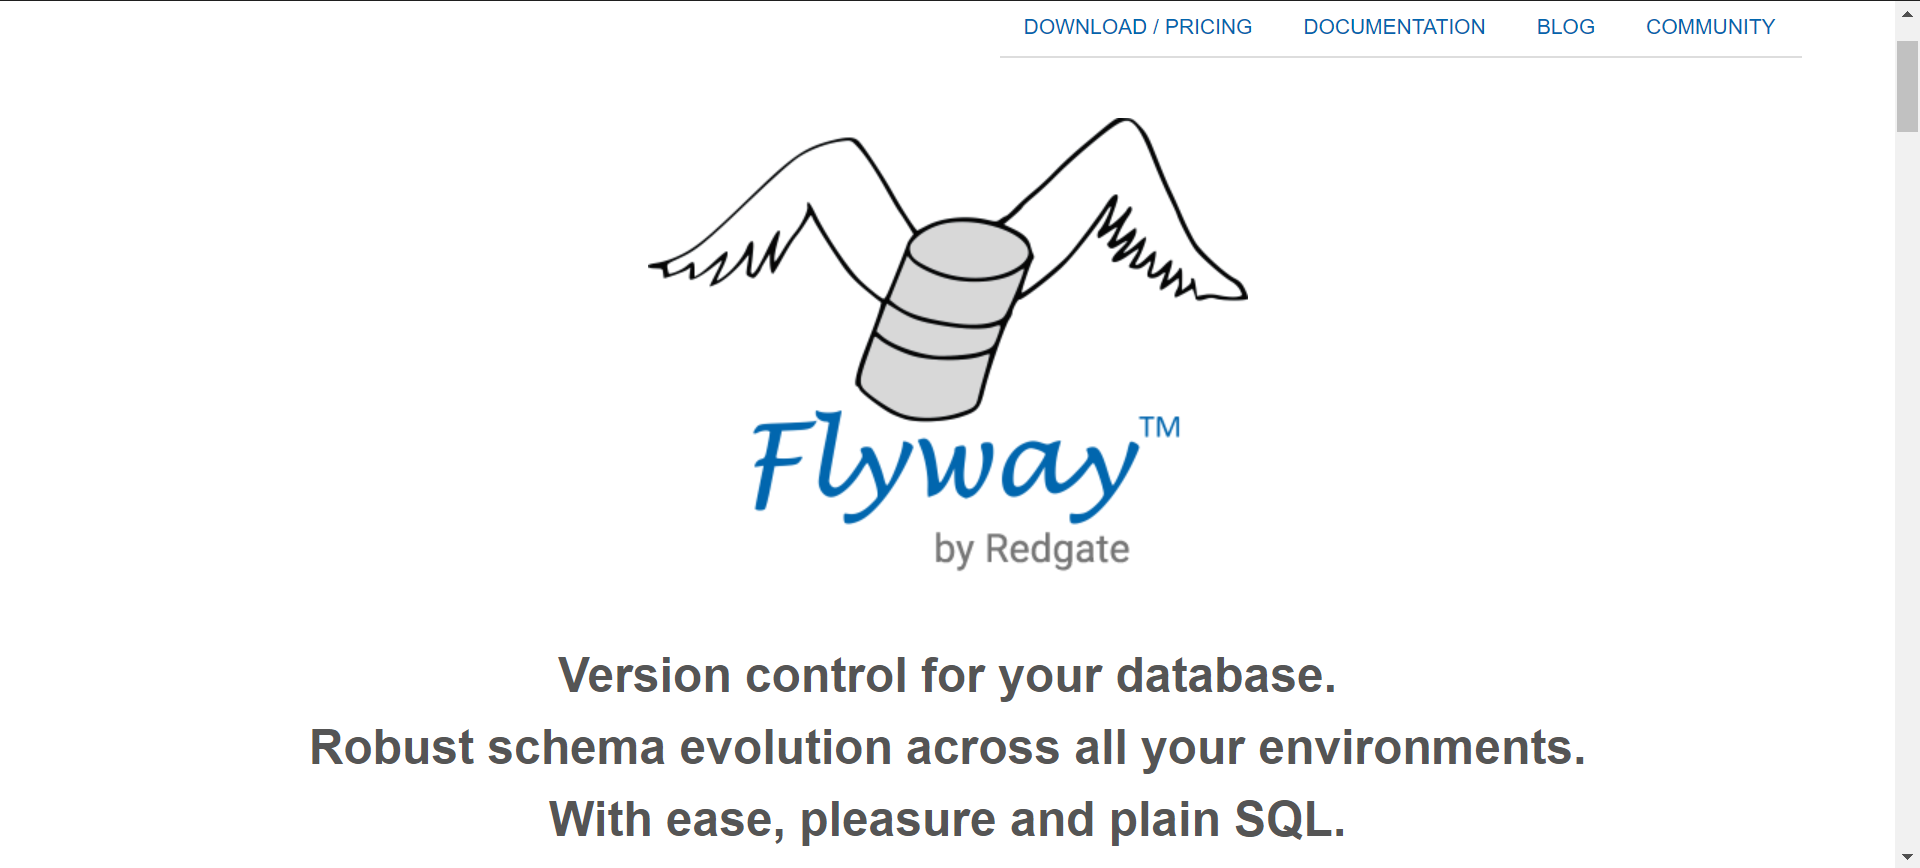 DOWNLOAD / PRICING DOCUMENTATION BLOG COMMUNITY
Flyway™
by Redgate
Version control for your database.
Robust schema evolution across all your environments.
With ease, pleasure and plain SQL.